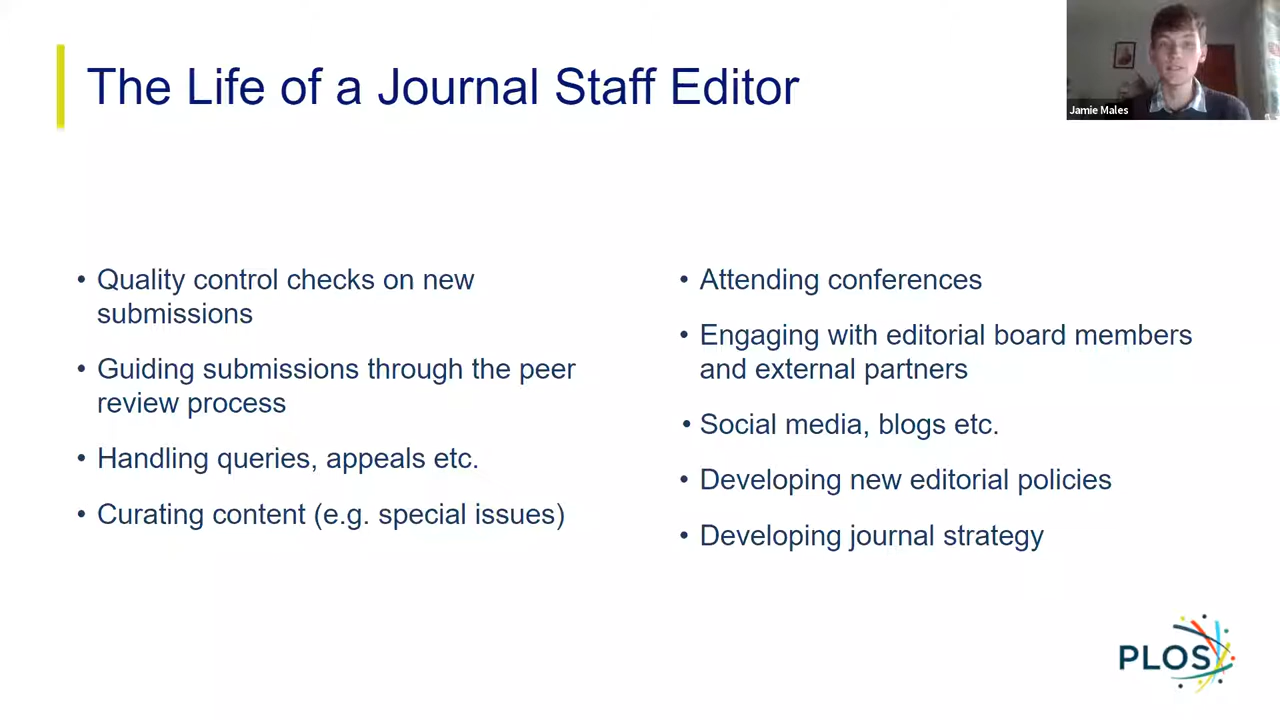 The Life of a Journal Staff Editor
Jamie Males
• Quality control checks on new
submissions
• Guiding submissions through the peer
review process
• Handling queries, appeals etc.
• Curating content (e.g. special issues)
• Attending conferences
• Engaging with editorial board members
and external partners
• Social media, blogs etc.
• Developing new editorial policies
• Developing journal strategy
PLOS